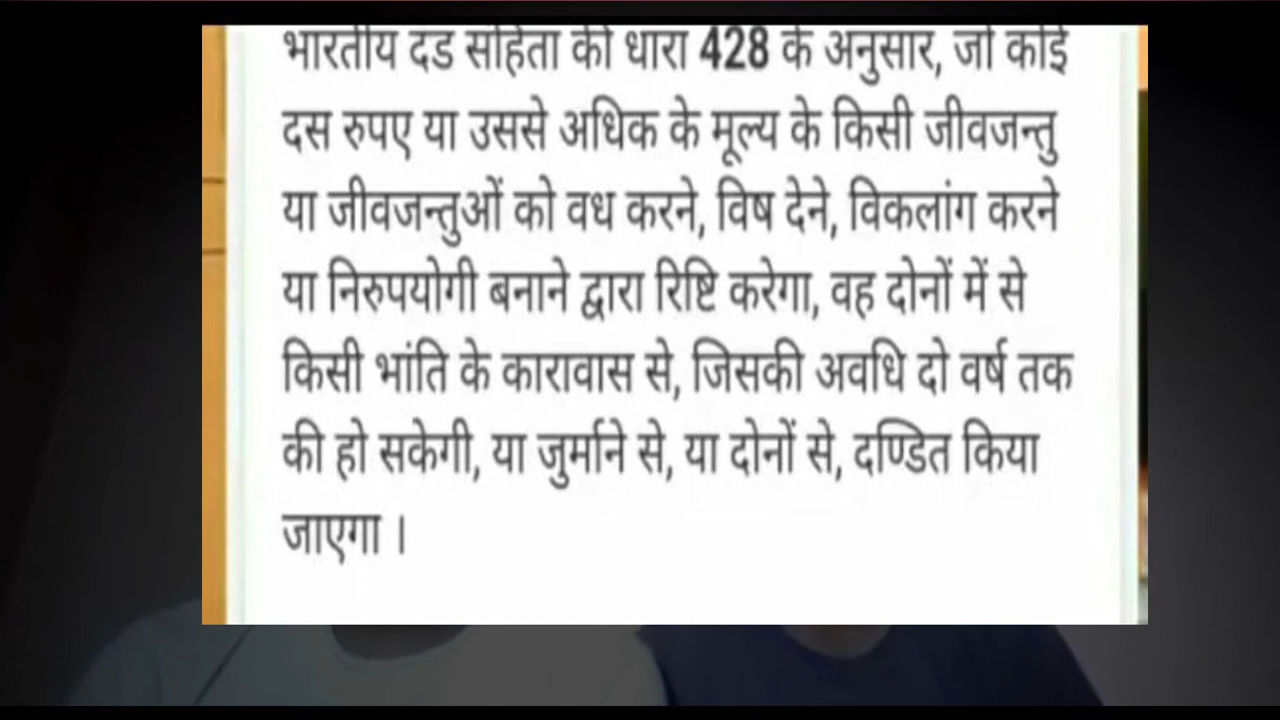 भारतीय दंड संहिता की धारा 428 के अनुसार, जो कोई
दस रुपए या उससे अधिक के मूल्य के किसी जीवजन्तु
या जीवजन्तुओं को वध करने, विष देने, विकलांग करने
या निरुपयोगी बनाने द्वारा रिष्टि करेगा, वह दोनों में से
किसी भांति के कारावास से, जिसकी अवधि दो वर्ष तक
की हो सकेगी, या जुर्माने से, या दोनों से, दण्डित किया
जाएगा ।